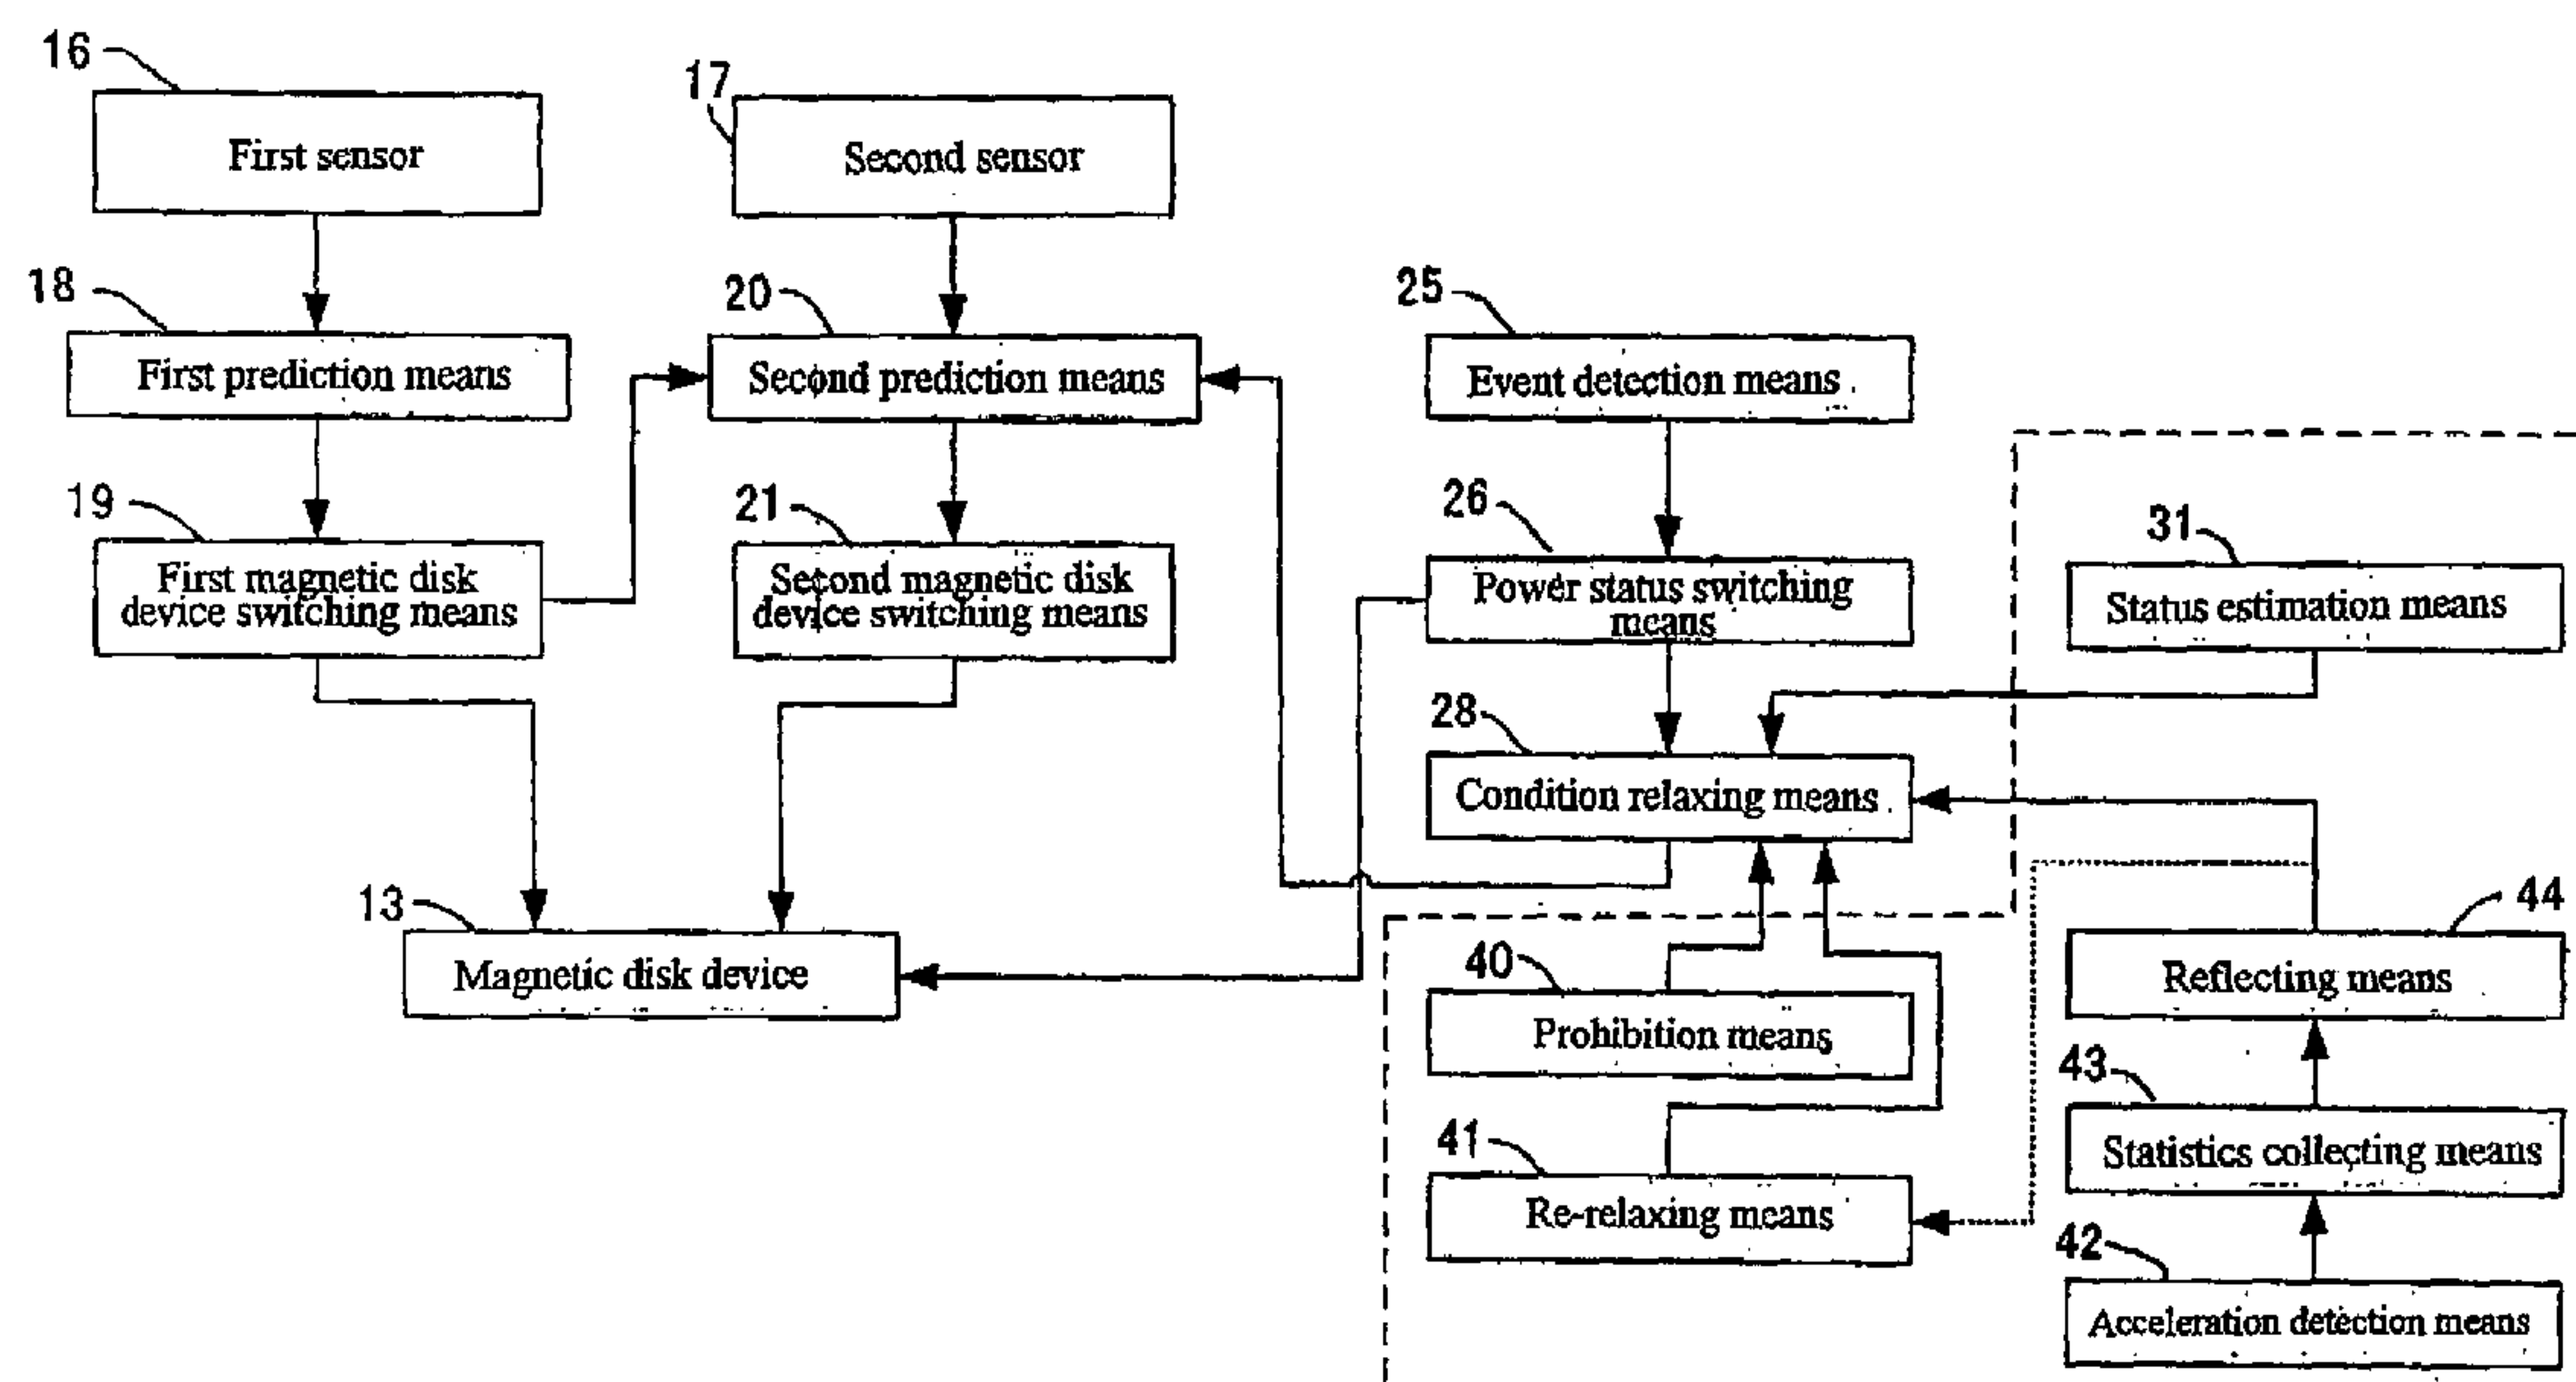 16
First sensor
17
Second sensor
18
First prediction means
20
Second prediction means
25
Event detection means
19
First magnetic disk
device switching means
21
Second magnetic disk
device switching means
26
Power status switching
means
31
Status estimation means
28
Condition relaxing means
13
Magnetic disk device
40
Prohibition means
44
Reflecting means
41
Re-relaxing means
43
Statistics collecting means
42
Acceleration detection means